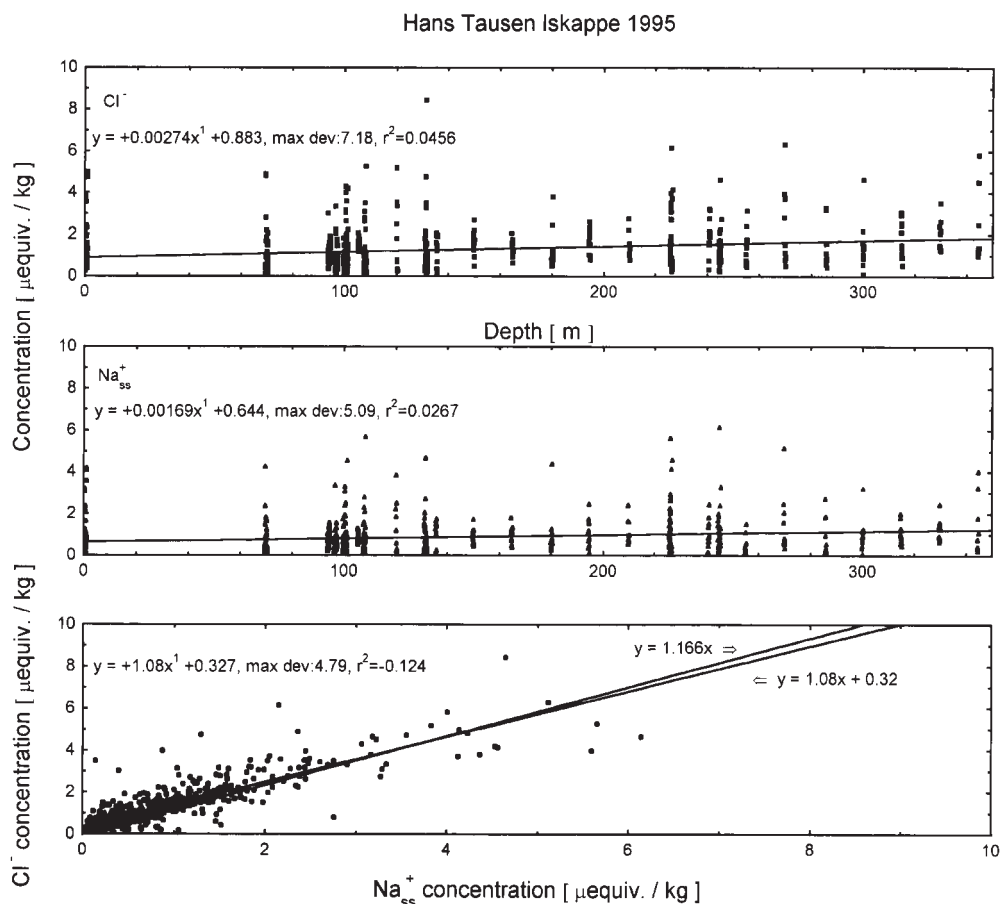 Hans Tausen Iskappe 1995
Concentration [ µequiv. / kg ]
10
8
6
4
2
0
Cl⁻
y = +0.00274x¹ +0.883, max dev:7.18, r²=0.0456
0 100 200 300
Depth [ m ]
10
8
6
4
2
0
Na⁺ss
y = +0.00169x¹ +0.644, max dev:5.09, r²=0.0267
0 100 200 300
Cl⁻ concentration [ µequiv. / kg ]
10
8
6
4
2
0
y = +1.08x¹ +0.327, max dev:4.79, r²=-0.124
y = 1.166x ⇒
⇐ y = 1.08x + 0.32
0 2 4 6 8 10
Na⁺ss concentration [ µequiv. / kg ]